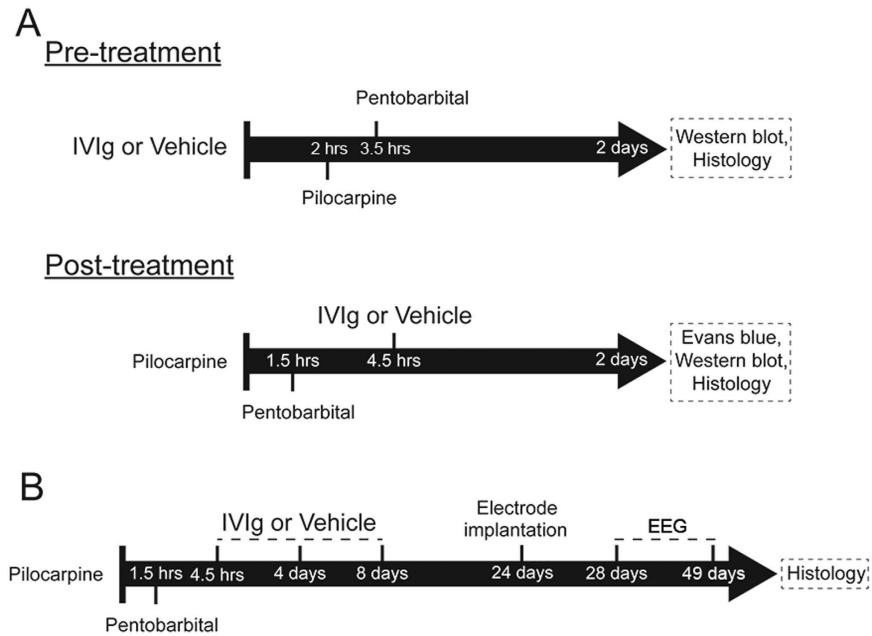 A
Pre-treatment
Pentobarbital
IVIg or Vehicle
2 hrs
3.5 hrs
2 days
Western blot,
Histology
Pilocarpine
Post-treatment
IVIg or Vehicle
Pilocarpine
1.5 hrs
4.5 hrs
2 days
Evans blue,
Western blot,
Histology
Pentobarbital
B
IVIg or Vehicle
Electrode
implantation
EEG
Pilocarpine
1.5 hrs
4.5 hrs
4 days
8 days
24 days
28 days
49 days
Histology
Pentobarbital